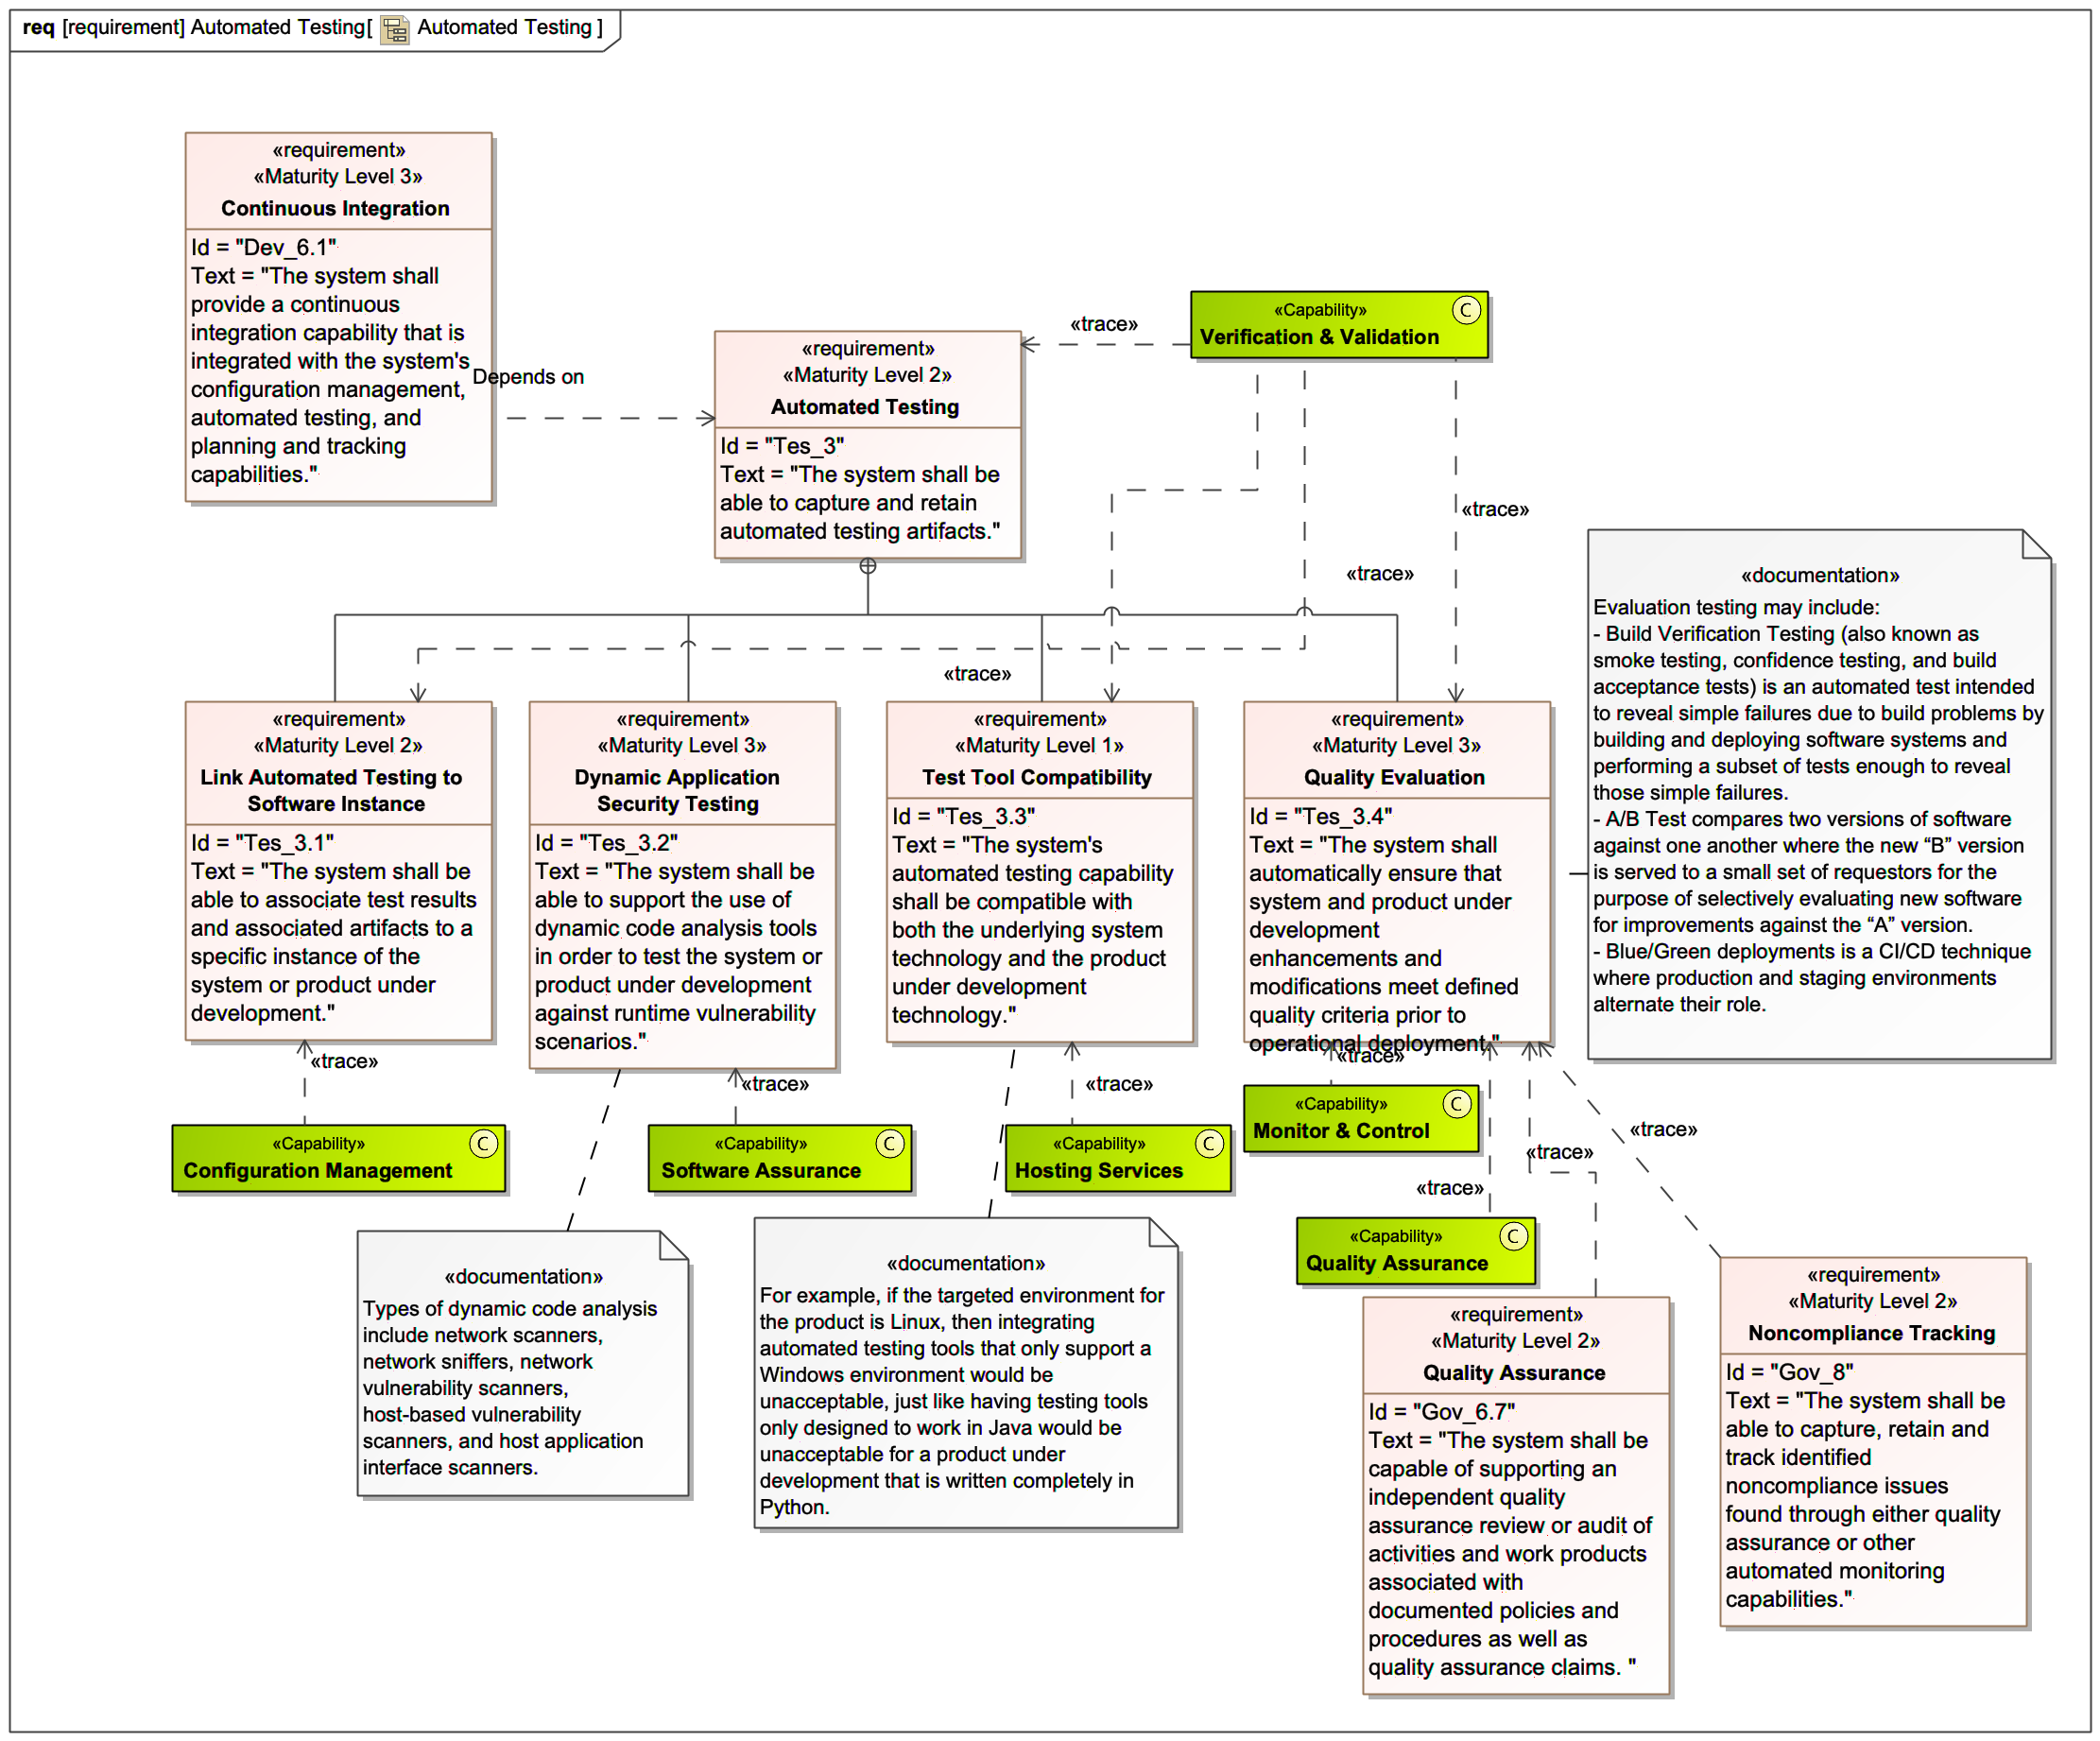 req [requirement] Automated Testing[ Automated Testing ]
«requirement»
«Maturity Level 3»
Continuous Integration
Id = "Dev_6.1"
Text = "The system shall
provide a continuous
integration capability that is
integrated with the system's
configuration management,
automated testing, and
planning and tracking
capabilities."
Depends on
«requirement»
«Maturity Level 2»
Automated Testing
Id = "Tes_3"
Text = "The system shall be
able to capture and retain
automated testing artifacts."
«trace»
«Capability»
C
Verification & Validation
«trace»
«trace»
«trace»
«documentation»
Evaluation testing may include:
- Build Verification Testing (also known as
smoke testing, confidence testing, and build
acceptance tests) is an automated test intended
to reveal simple failures due to build problems by
building and deploying software systems and
performing a subset of tests enough to reveal
those simple failures.
- A/B Test compares two versions of software
against one another where the new “B” version
is served to a small set of requestors for the
purpose of selectively evaluating new software
for improvements against the “A” version.
- Blue/Green deployments is a CI/CD technique
where production and staging environments
alternate their role.
«requirement»
«Maturity Level 2»
Link Automated Testing to
Software Instance
Id = "Tes_3.1"
Text = "The system shall be
able to associate test results
and associated artifacts to a
specific instance of the
system or product under
development."
«requirement»
«Maturity Level 3»
Dynamic Application
Security Testing
Id = "Tes_3.2"
Text = "The system shall be
able to support the use of
dynamic code analysis tools
in order to test the system or
product under development
against runtime vulnerability
scenarios."
«requirement»
«Maturity Level 1»
Test Tool Compatibility
Id = "Tes_3.3"
Text = "The system's
automated testing capability
shall be compatible with
both the underlying system
technology and the product
under development
technology."
«requirement»
«Maturity Level 3»
Quality Evaluation
Id = "Tes_3.4"
Text = "The system shall
automatically ensure that
system and product under
development
enhancements and
modifications meet defined
quality criteria prior to
operational deployment."
«trace»
«Capability»
C
Configuration Management
«trace»
«Capability»
C
Software Assurance
«trace»
«Capability»
C
Hosting Services
«trace»
«Capability»
C
Monitor & Control
«trace»
«trace»
«trace»
«Capability»
C
Quality Assurance
«documentation»
Types of dynamic code analysis
include network scanners,
network sniffers, network
vulnerability scanners,
host-based vulnerability
scanners, and host application
interface scanners.
«documentation»
For example, if the targeted environment for
the product is Linux, then integrating
automated testing tools that only support a
Windows environment would be
unacceptable, just like having testing tools
only designed to work in Java would be
unacceptable for a product under
development that is written completely in
Python.
«requirement»
«Maturity Level 2»
Quality Assurance
Id = "Gov_6.7"
Text = "The system shall be
capable of supporting an
independent quality
assurance review or audit of
activities and work products
associated with
documented policies and
procedures as well as
quality assurance claims. "
«requirement»
«Maturity Level 2»
Noncompliance Tracking
Id = "Gov_8"
Text = "The system shall be
able to capture, retain and
track identified
noncompliance issues
found through either quality
assurance or other
automated monitoring
capabilities."